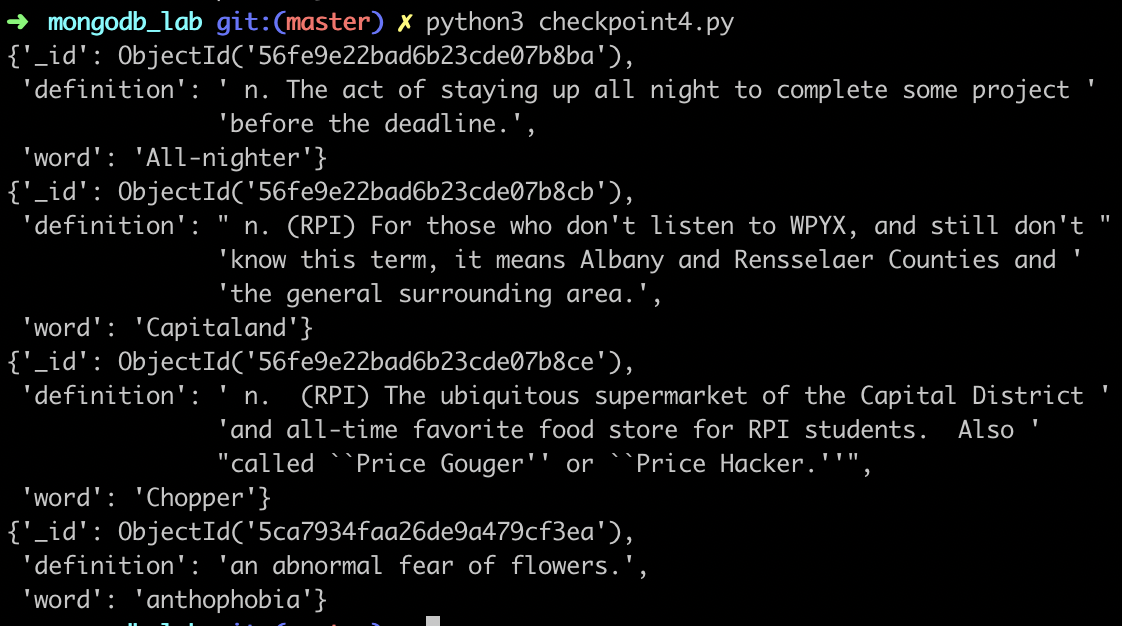 ➜ mongodb_lab git:(master) ✗ python3 checkpoint4.py
{'_id': ObjectId('56fe9e22bad6b23cde07b8ba'),
 'definition': ' n. The act of staying up all night to complete some project '
               'before the deadline.',
 'word': 'All-nighter'}
{'_id': ObjectId('56fe9e22bad6b23cde07b8cb'),
 'definition': " n. (RPI) For those who don't listen to WPYX, and still don't "
               'know this term, it means Albany and Rensselaer Counties and '
               'the general surrounding area.',
 'word': 'Capitaland'}
{'_id': ObjectId('56fe9e22bad6b23cde07b8ce'),
 'definition': ' n.  (RPI) The ubiquitous supermarket of the Capital District '
               'and all-time favorite food store for RPI students.  Also '
               "called ``Price Gouger'' or ``Price Hacker.''",
 'word': 'Chopper'}
{'_id': ObjectId('5ca7934faa26de9a479cf3ea'),
 'definition': 'an abnormal fear of flowers.',
 'word': 'anthophobia'}